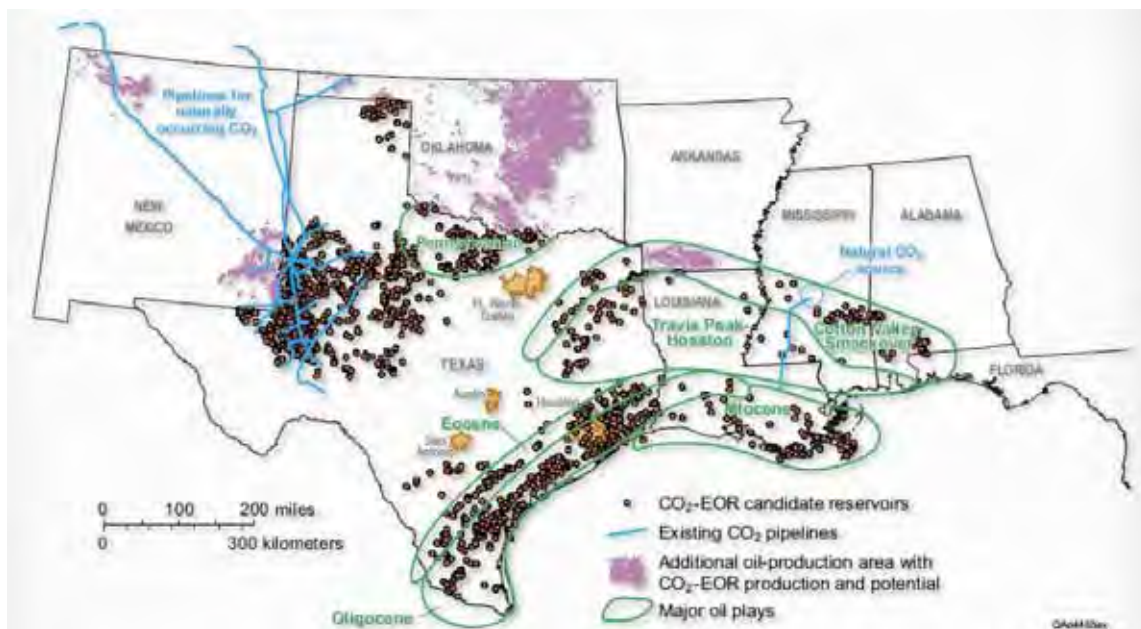 Pipelines for
naturally
occurring CO₂
OKLAHOMA
ARKANSAS
NEW
MEXICO
MISSISSIPPI
ALABAMA
Natural CO₂
source
Ft. Worth
Dallas
LOUISIANA
Travis Peak-
Hosston
Cotton Valley
Smackover
TEXAS
FLORIDA
Austin
Houston
Miocene
Eocene
San
Antonio
0 100 200 miles
0 300 kilometers
CO₂-EOR candidate reservoirs
Existing CO₂ pipelines
Additional oil-production area with
CO₂-EOR production and potential
Major oil plays
Oligocene